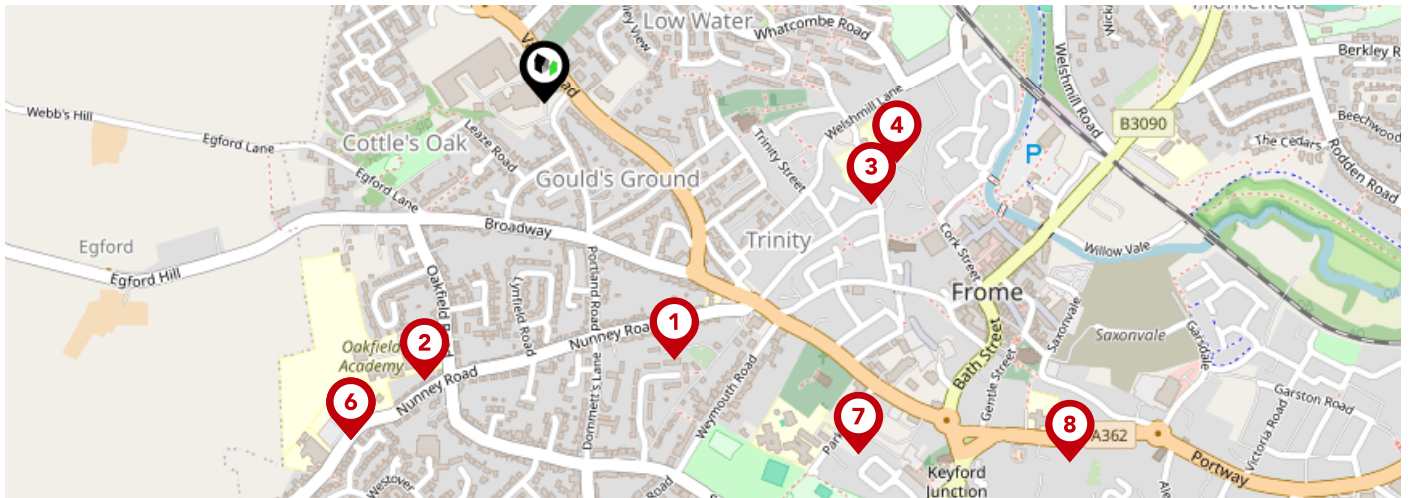 Low Water
Whatcombe Road
Berkley R
Webb's Hill
Egford Lane
Cottle's Oak
Leaze Road
Welshmill Lane
Welshmill Road
B3090
The Cedars
Beechwood
Rodden Road
4
P
3
Trinity Street
Egford Lane
Gould's Ground
Broadway
Trinity
Cork Street
Willow Vale
Egford
Egford Hill
Oakfield
Lynfield Road
Portland Road
Frome
Saxonvale
Saxonvale
Garsdale
1
Nunney Road
2
Oakfield
Academy
Nunney Road
6
Dommett's Lane
Weymouth Road
Bath Street
Gentle Street
Garston Road
Victoria Road
7
Park
8
A362
Portway
Keyford
Junction
Westover
Road
Ale